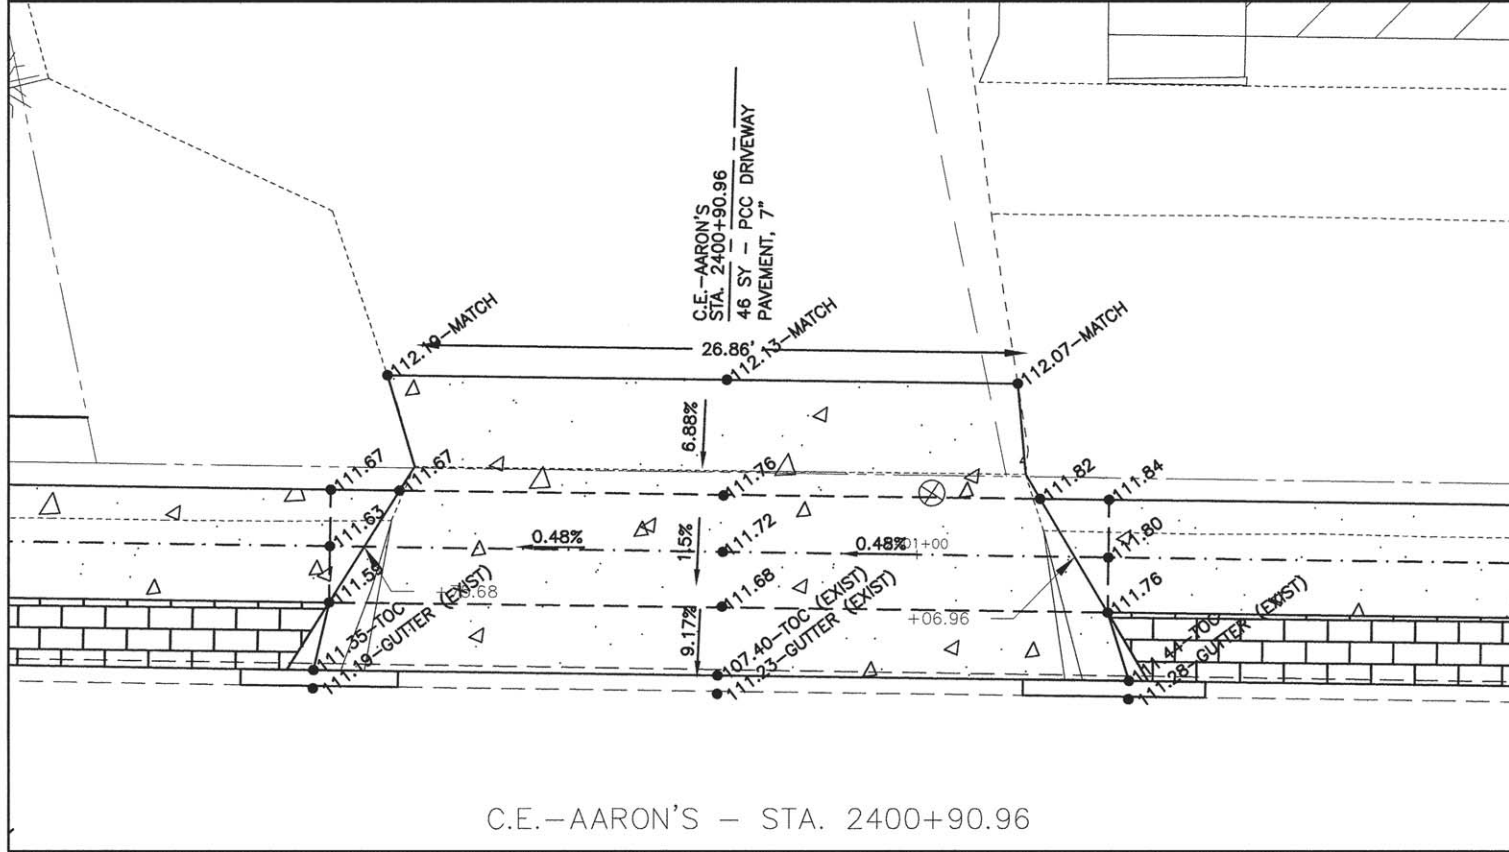 C.E.-AARON'S
STA. 2400+90.96
46 SY - PCC DRIVEWAY
PAVEMENT, 7"
112.19-MATCH
26.86'
112.13-MATCH
112.07-MATCH
6.88%
111.67
111.67
111.76
111.82
111.84
111.63
0.48%
1.5%
111.72
0.48%
01+00
111.80
111.59
.68
111.68
+06.96
111.76
9.17%
111.35-TOC (EXIST)
111.19-GUTTER (EXIST)
107.40-TOC (EXIST)
111.23-GUTTER (EXIST)
111.44-TOC
111.28-GUTTER (EXIST)
C.E.-AARON'S - STA. 2400+90.96